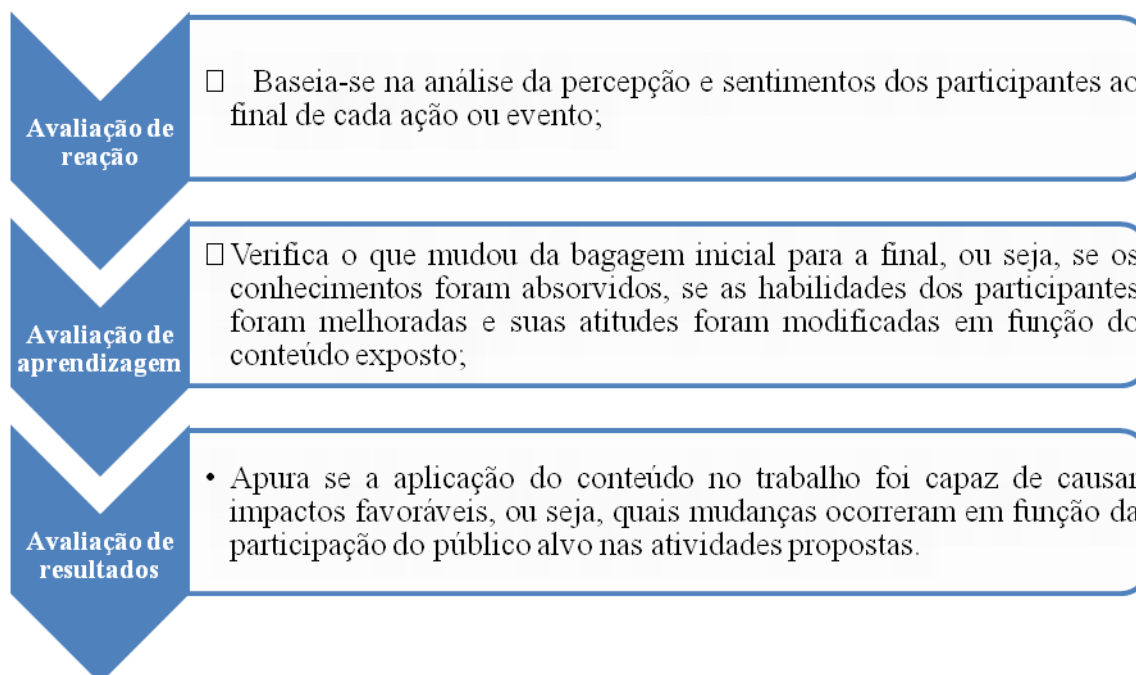 Avaliação de
reação
□ Baseia-se na análise da percepção e sentimentos dos participantes ao
final de cada ação ou evento;
Avaliação de
aprendizagem
□ Verifica o que mudou da bagagem inicial para a final, ou seja, se os
conhecimentos foram absorvidos, se as habilidades dos participantes
foram melhoradas e suas atitudes foram modificadas em função do
conteúdo exposto;
Avaliação de
resultados
• Apura se a aplicação do conteúdo no trabalho foi capaz de causar
impactos favoráveis, ou seja, quais mudanças ocorreram em função da
participação do público alvo nas atividades propostas.